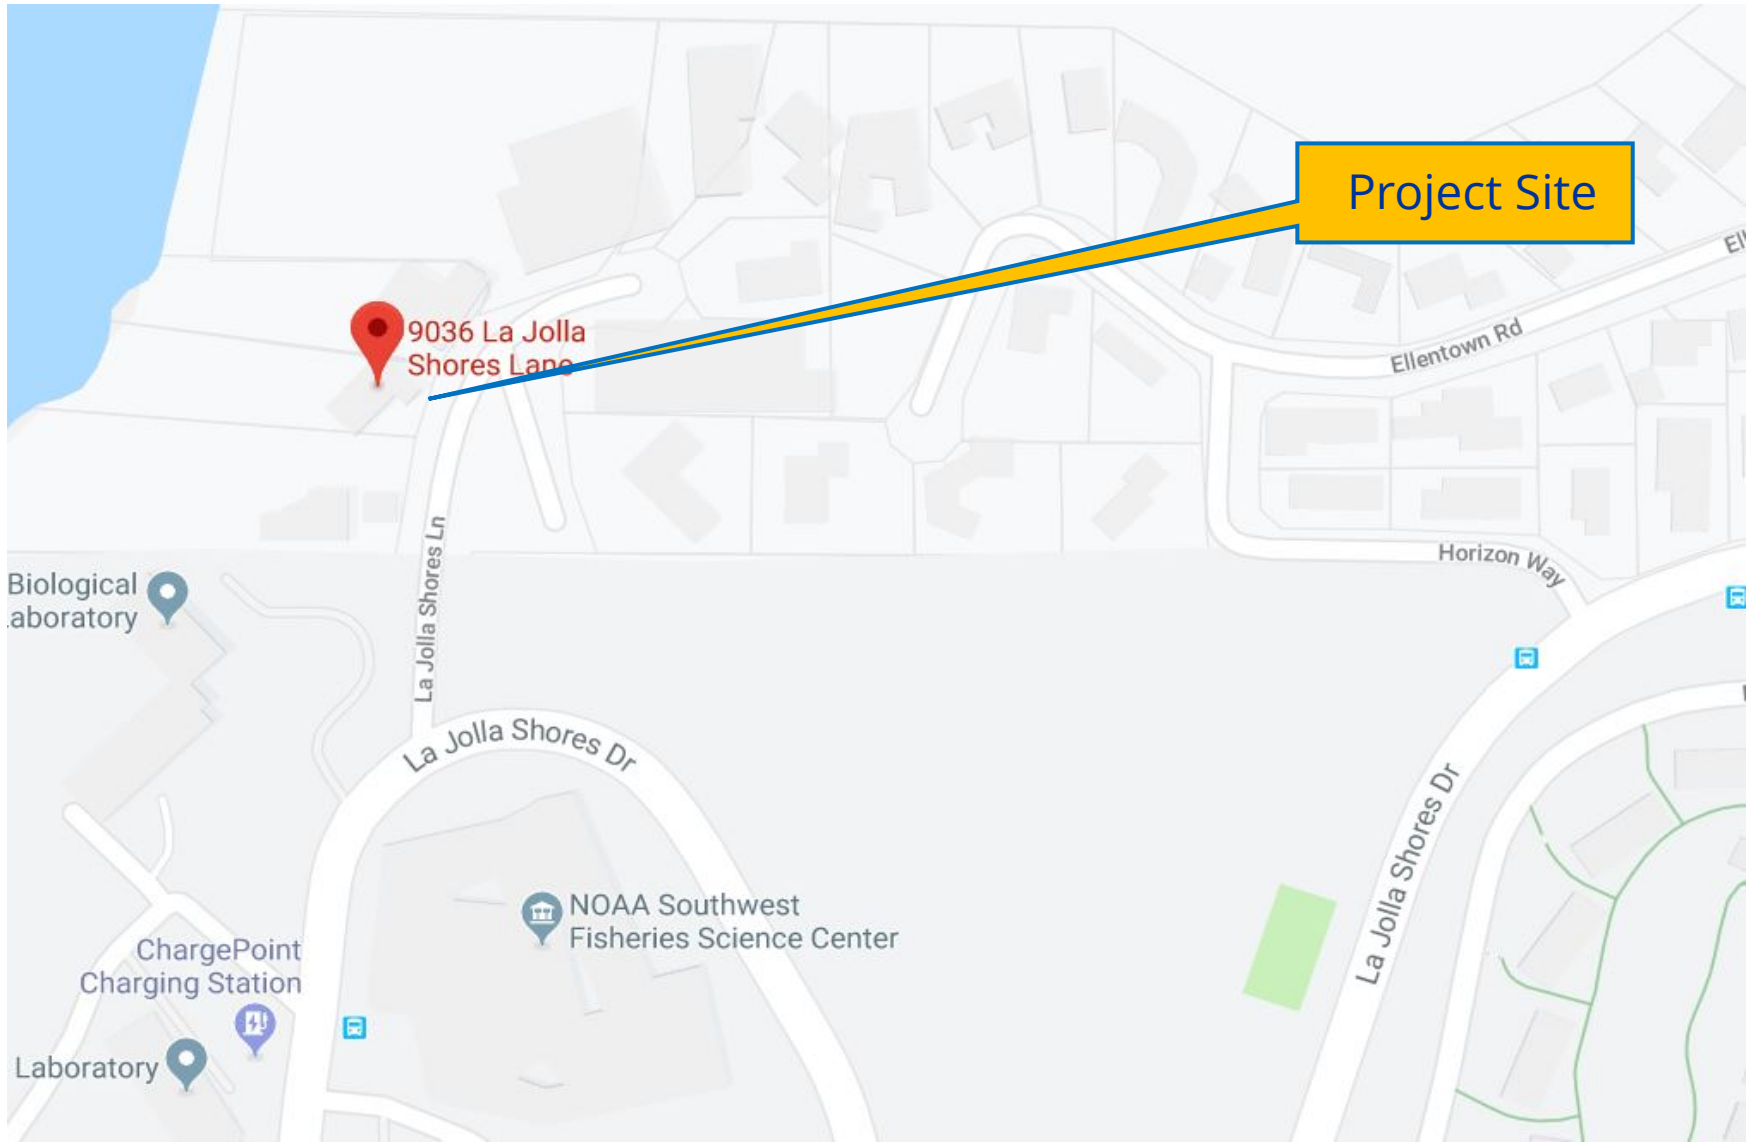 Project Site
Ell
9036 La Jolla
Shores Lane
Ellentown Rd
La Jolla Shores Ln
Horizon Way
Biological
aboratory
La Jolla Shores Dr
La Jolla Shores Dr
NOAA Southwest
Fisheries Science Center
ChargePoint
Charging Station
Laboratory